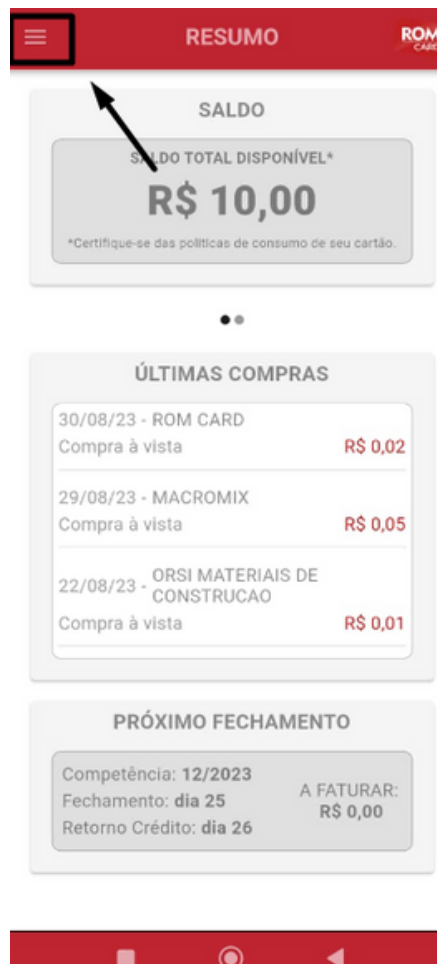 RESUMO
ROM
CARD
SALDO
SALDO TOTAL DISPONÍVEL*
R$ 10,00
*Certifique-se das políticas de consumo de seu cartão.
ÚLTIMAS COMPRAS
30/08/23 - ROM CARD
Compra à vista R$ 0,02
29/08/23 - MACROMIX
Compra à vista R$ 0,05
22/08/23 - ORSI MATERIAIS DE
CONSTRUCAO
Compra à vista R$ 0,01
PRÓXIMO FECHAMENTO
Competência: 12/2023
Fechamento: dia 25
Retorno Crédito: dia 26
A FATURAR:
R$ 0,00